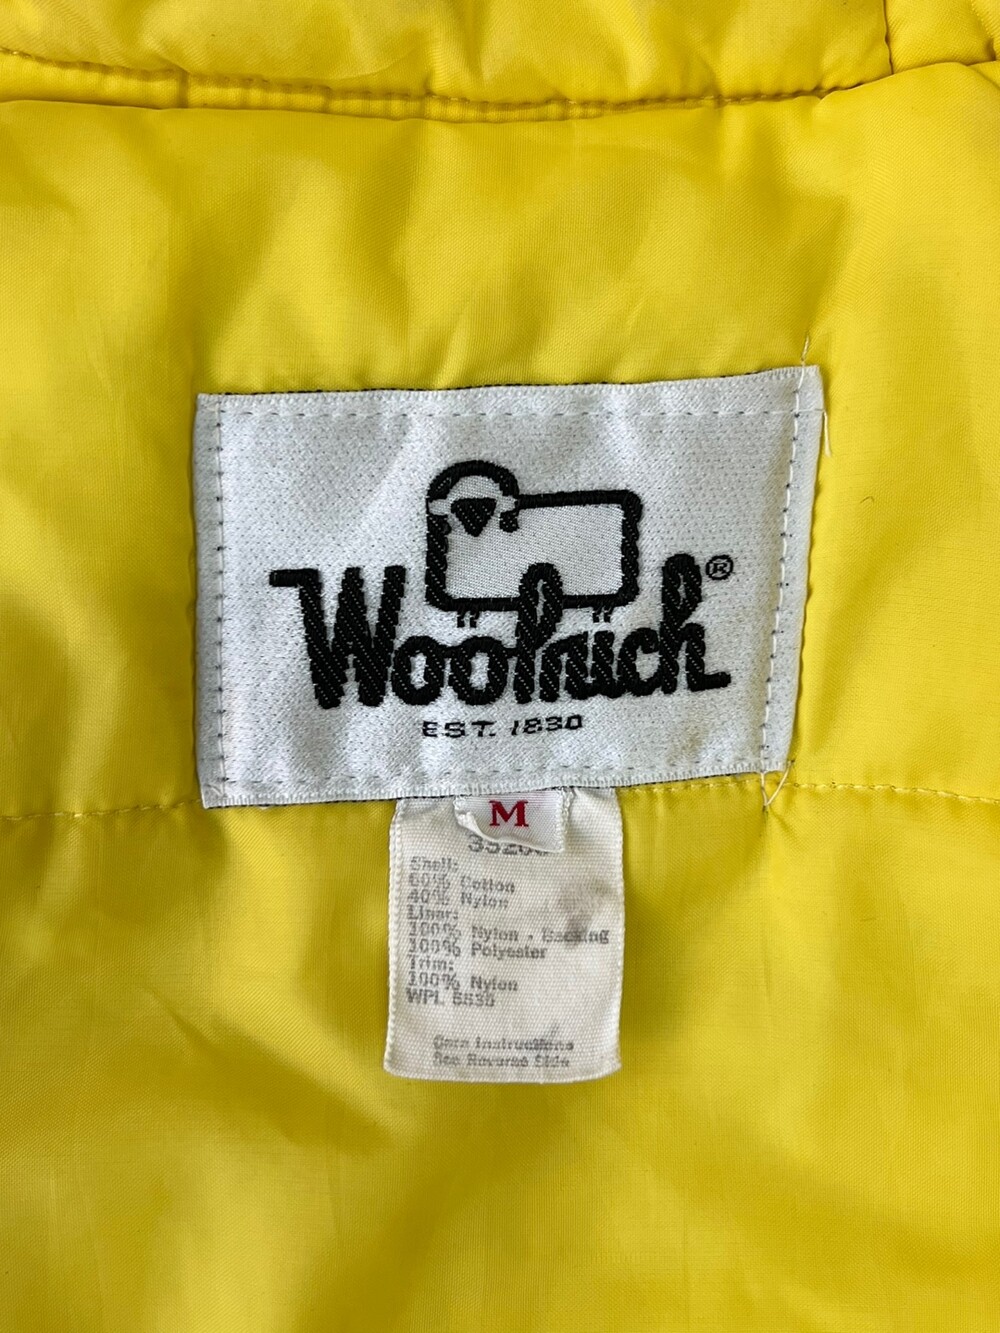 Woolrich®
EST. 1830
M
Shell:
60% Cotton
40% Nylon
Liner:
100% Nylon - Backing
100% Polyester
Trim:
100% Nylon
WPL 6635
Care Instructions
See Reverse Side